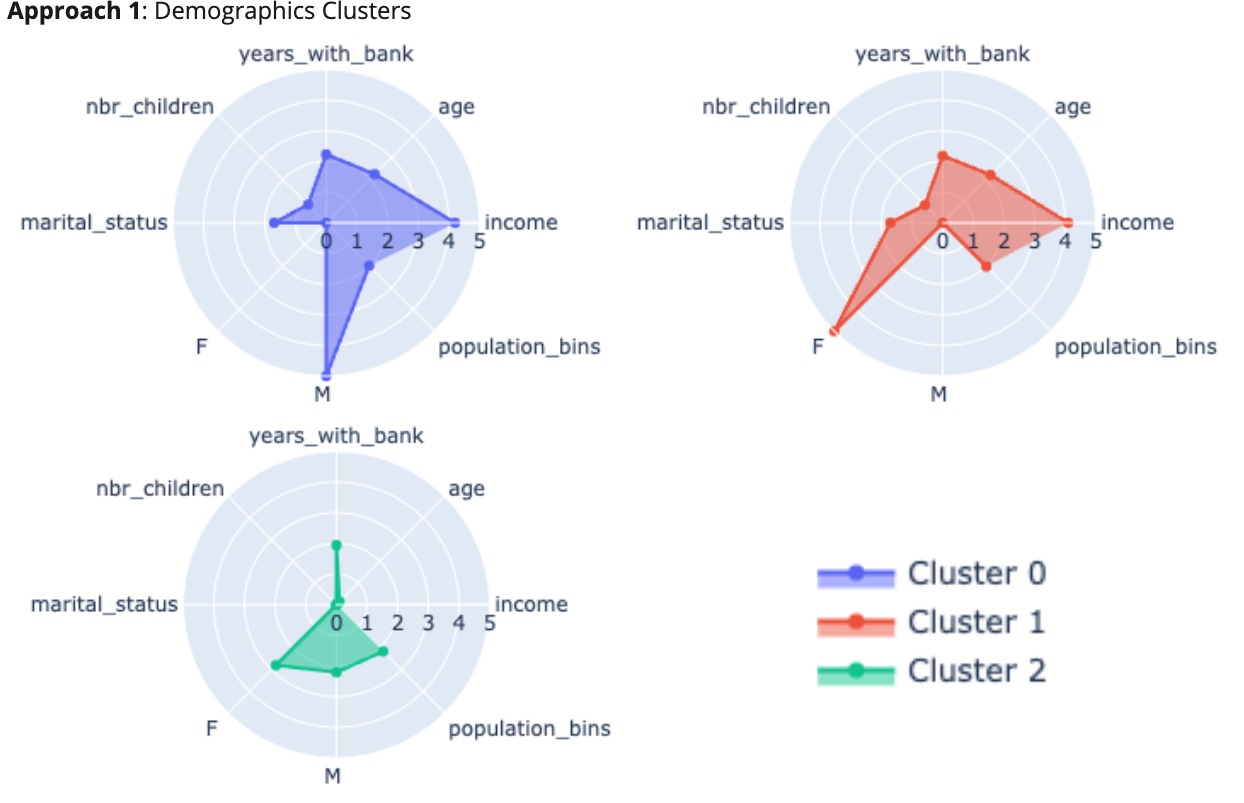 Approach 1: Demographics Clusters
years_with_bank
nbr_children
age
marital_status
income
0 1 2 3 4 5
F
population_bins
M
years_with_bank
nbr_children
age
marital_status
income
0 1 2 3 4 5
F
population_bins
M
years_with_bank
nbr_children
age
marital_status
income
0 1 2 3 4 5
F
population_bins
M
Cluster 0
Cluster 1
Cluster 2